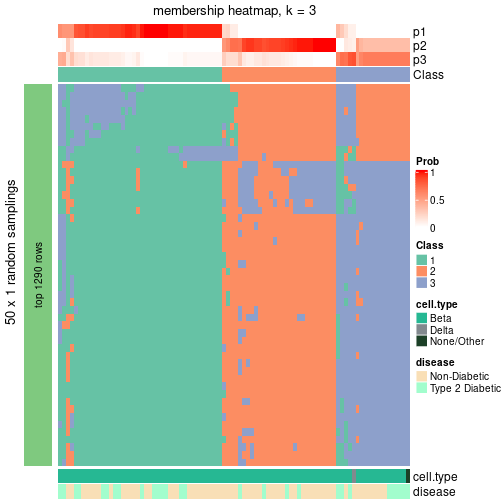 membership heatmap, k = 3
p1
p2
p3
Class
50 x 1 random samplings
top 1290 rows
Prob
1
0.5
0
Class
1
2
3
cell.type
Beta
Delta
None/Other
disease
Non-Diabetic
Type 2 Diabetic
cell.type
disease